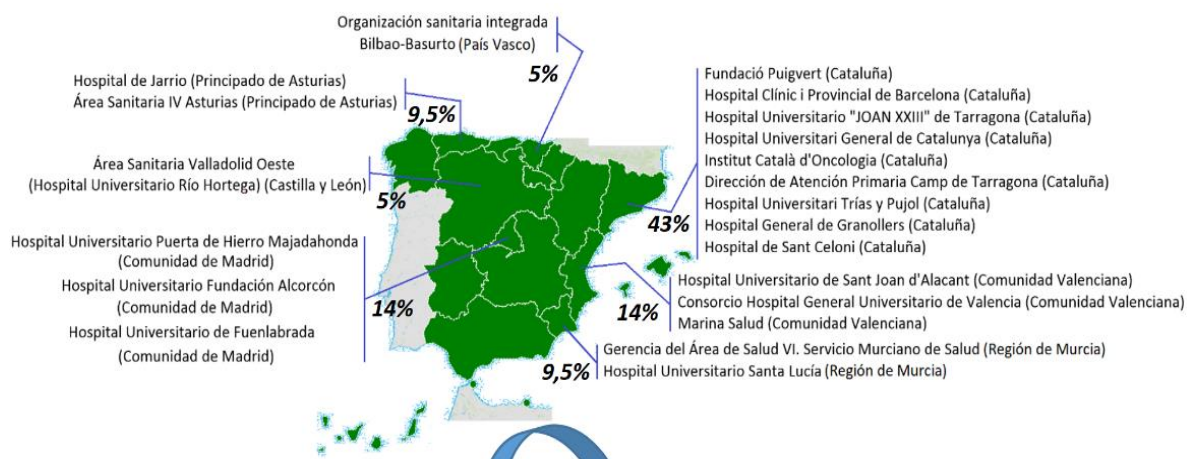 Organización sanitaria integrada
Bilbao-Basurto (País Vasco)
5%
Hospital de Jarrio (Principado de Asturias)
Área Sanitaria IV Asturias (Principado de Asturias)
9,5%
Área Sanitaria Valladolid Oeste
(Hospital Universitario Río Hortega) (Castilla y León)
5%
Hospital Universitario Puerta de Hierro Majadahonda
(Comunidad de Madrid)
Hospital Universitario Fundación Alcorcón
(Comunidad de Madrid)
Hospital Universitario de Fuenlabrada
(Comunidad de Madrid)
14%
Fundació Puigvert (Cataluña)
Hospital Clínic i Provincial de Barcelona (Cataluña)
Hospital Universitario "JOAN XXIII" de Tarragona (Cataluña)
Hospital Universitari General de Catalunya (Cataluña)
Institut Català d'Oncologia (Cataluña)
Dirección de Atención Primaria Camp de Tarragona (Cataluña)
Hospital Universitari Trías y Pujol (Cataluña)
Hospital General de Granollers (Cataluña)
Hospital de Sant Celoni (Cataluña)
43%
Hospital Universitario de Sant Joan d'Alacant (Comunidad Valenciana)
Consorcio Hospital General Universitario de Valencia (Comunidad Valenciana)
Marina Salud (Comunidad Valenciana)
14%
Gerencia del Área de Salud VI. Servicio Murciano de Salud (Región de Murcia)
Hospital Universitario Santa Lucía (Región de Murcia)
9,5%